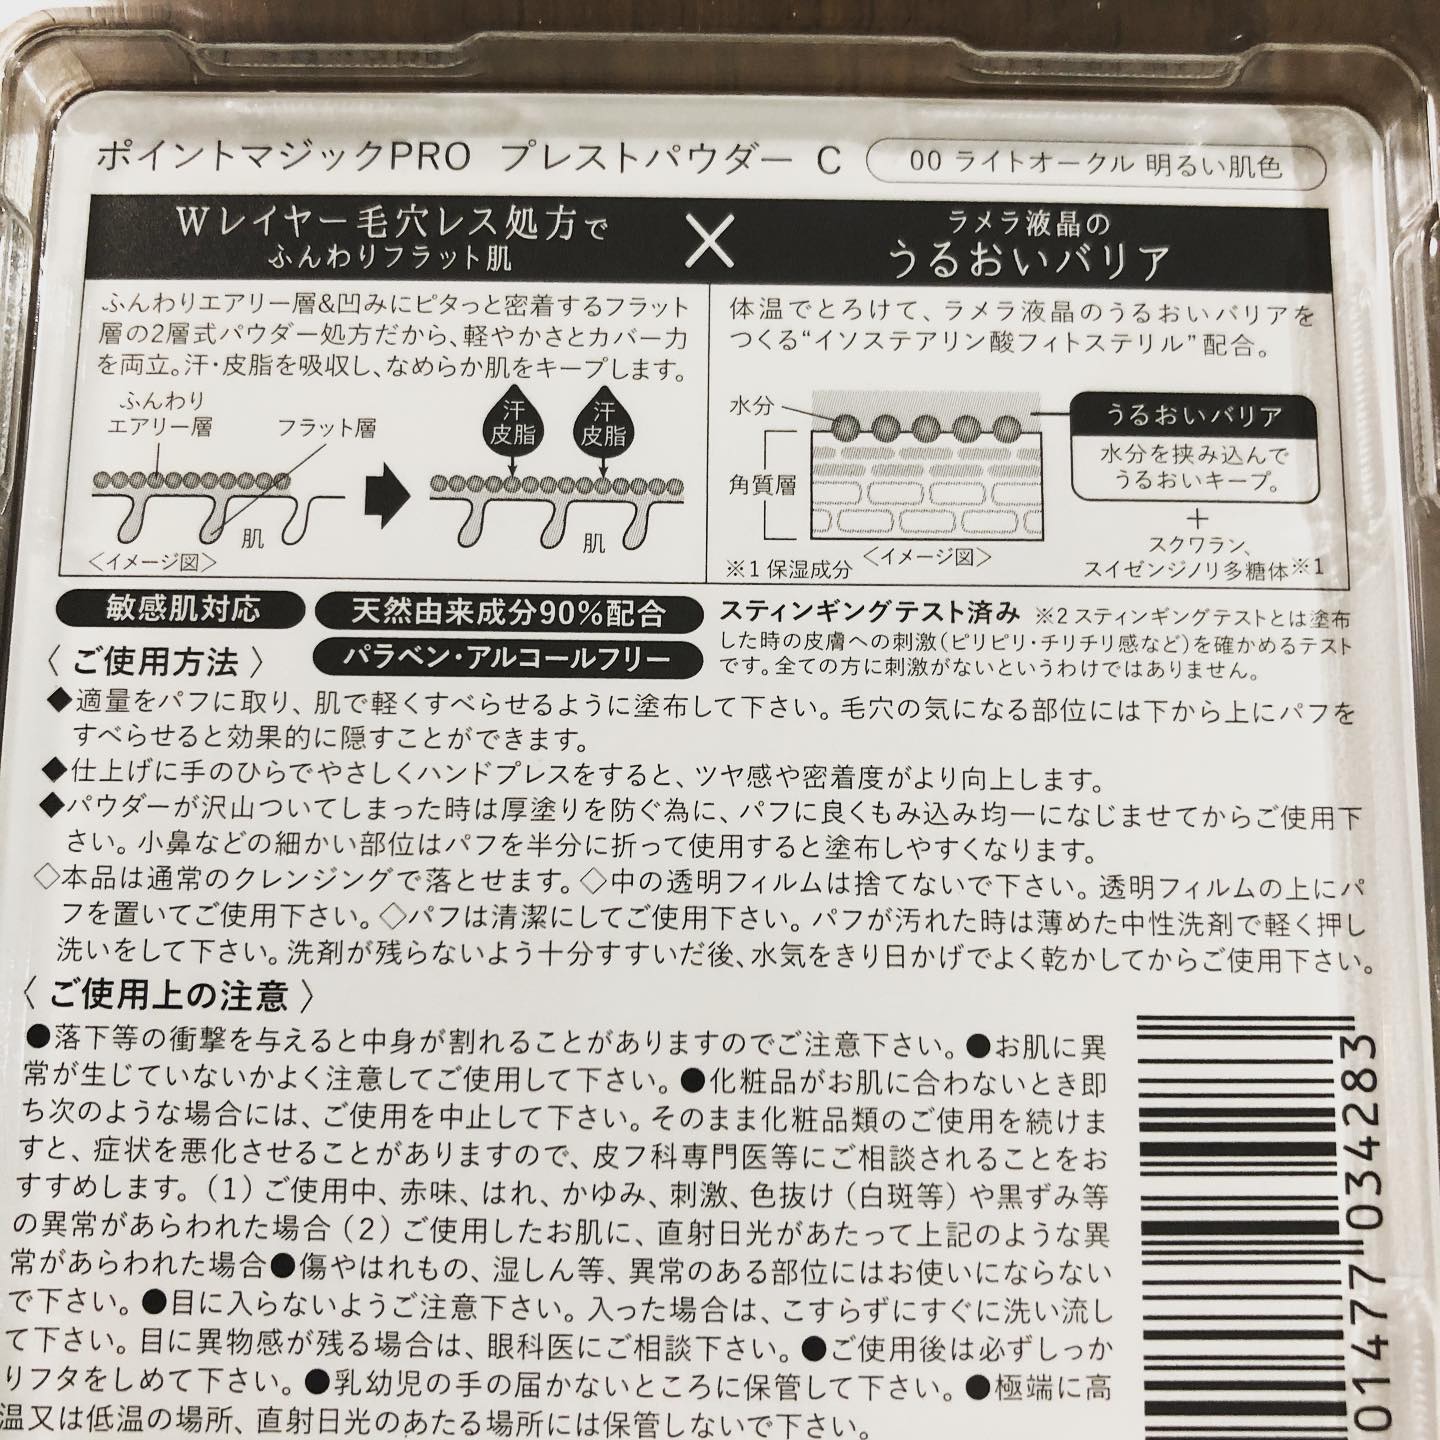 ポイントマジックPRO プレストパウダー C 00 ライトオークル 明るい肌色
Wレイヤー毛穴レス処方で
ふんわりフラット肌
×
ラメラ液晶の
うるおいバリア
ふんわりエアリー層&凹みにピタっと密着するフラット
層の2層式パウダー処方だから、軽やかさとカバー力
を両立。汗・皮脂を吸収し、なめらか肌をキープします。
ふんわり
エアリー層
フラット層
汗
皮脂
汗
皮脂
肌
肌
<イメージ図>
体温でとろけて、ラメラ液晶のうるおいバリアを
つくる“イソステアリン酸フィトステリル”配合。
水分
角質層
うるおいバリア
水分を挟み込んで
うるおいキープ。
+
スクワラン、
スイゼンジノリ多糖体※1
※1 保湿成分
<イメージ図>
敏感肌対応
天然由来成分90%配合
パラベン・アルコールフリー
スティンギングテスト済み ※2 スティンギングテストとは塗布
した時の皮膚への刺激(ピリピリ・チリチリ感など)を確かめるテスト
です。全ての方に刺激がないというわけではありません。
〈 ご使用方法 〉
◆適量をパフに取り、肌で軽くすべらせるように塗布して下さい。毛穴の気になる部位には下から上にパフを
すべらせると効果的に隠すことができます。
◆仕上げに手のひらでやさしくハンドプレスをすると、ツヤ感や密着度がより向上します。
◆パウダーが沢山ついてしまった時は厚塗りを防ぐ為に、パフに良くもみ込み均一になじませてからご使用下
さい。小鼻などの細かい部位はパフを半分に折って使用すると塗布しやすくなります。
◇本品は通常のクレンジングで落とせます。◇中の透明フィルムは捨てないで下さい。透明フィルムの上にパ
フを置いてご使用下さい。◇パフは清潔にしてご使用下さい。パフが汚れた時は薄めた中性洗剤で軽く押し
洗いをして下さい。洗剤が残らないよう十分すすいだ後、水気をきり日かげでよく乾かしてからご使用下さい。
〈 ご使用上の注意 〉
●落下等の衝撃を与えると中身が割れることがありますのでご注意下さい。●お肌に異
常が生じていないかよく注意してご使用して下さい。●化粧品がお肌に合わないとき即
ち次のような場合には、ご使用を中止して下さい。そのまま化粧品類のご使用を続けま
すと、症状を悪化させることがありますので、皮フ科専門医等にご相談されることをお
すすめします。(1)ご使用中、赤味、はれ、かゆみ、刺激、色抜け(白斑等)や黒ずみ等
の異常があらわれた場合(2)ご使用したお肌に、直射日光があたって上記のような異
常があらわれた場合●傷やはれもの、湿しん等、異常のある部位にはお使いにならない
で下さい。●目に入らないようご注意下さい。入った場合は、こすらずにすぐに洗い流し
て下さい。目に異物感が残る場合は、眼科医にご相談下さい。●ご使用後は必ずしっか
りフタをしめて下さい。●乳幼児の手の届かないところに保管して下さい。●極端に高
温又は低温の場所、直射日光のあたる場所には保管しないで下さい。
01477 034283